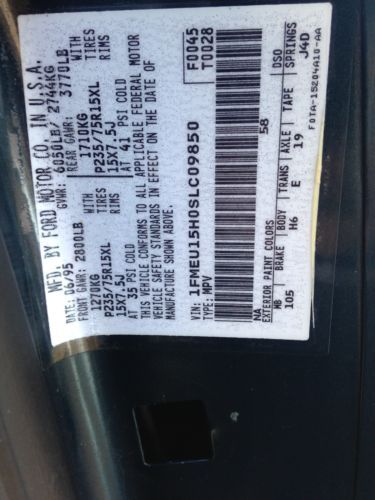 MFD. BY FORD MOTOR CO. IN U.S.A.
DATE: 06/95 GVWR: 6050LB/ 2744KG
FRONT GAWR: 2800LB REAR GAWR: 3770LB
1270KG WITH 1710KG WITH
P235/75R15XL TIRES P235/75R15XL TIRES
15X7.5J RIMS 15X7.5J RIMS
AT 35 PSI COLD AT 41 PSI COLD
THIS VEHICLE CONFORMS TO ALL APPLICABLE FEDERAL MOTOR
VEHICLE SAFETY STANDARDS IN EFFECT ON THE DATE OF
MANUFACTURE SHOWN ABOVE.
VIN: 1FMEU15H0SLC09850 F0045
TYPE: MPV T0028
58
NA
EXTERIOR PAINT COLORS DSO
WB BRAKE BODY TRANS AXLE TAPE SPRINGS
105 H6 E 19 J4D
F0TA-15204A10-AA